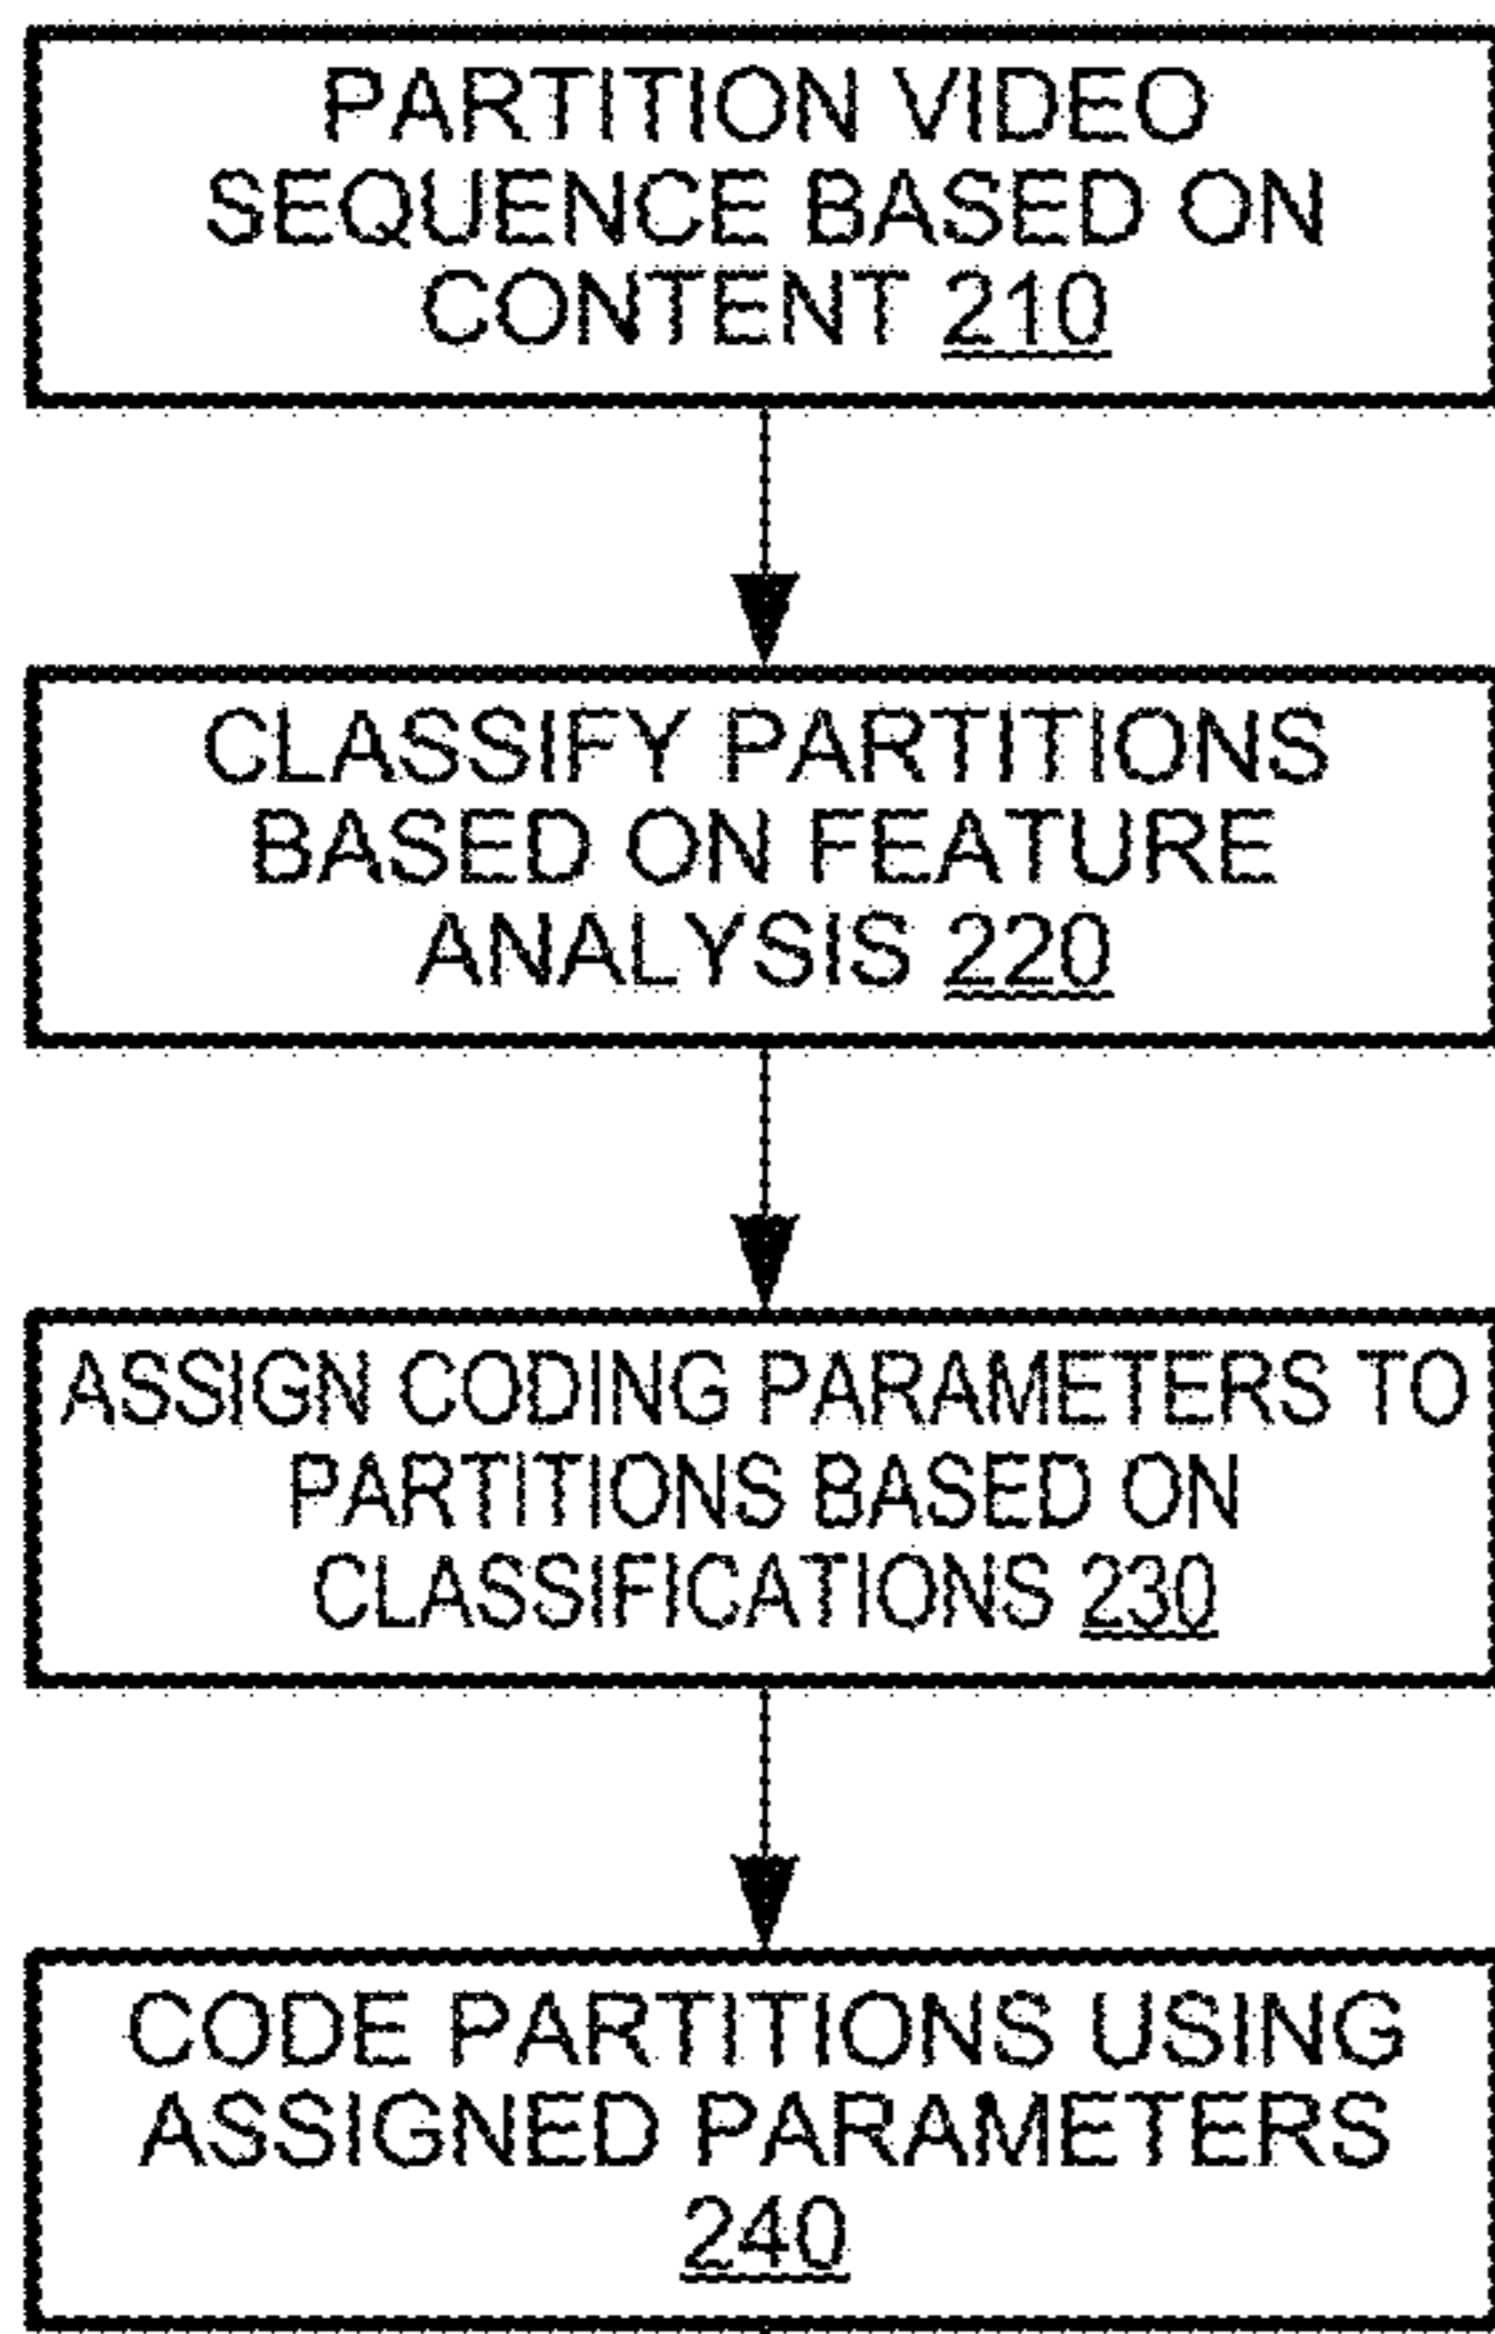 PARTITION VIDEO
SEQUENCE BASED ON
CONTENT 210
CLASSIFY PARTITIONS
BASED ON FEATURE
ANALYSIS 220
ASSIGN CODING PARAMETERS TO
PARTITIONS BASED ON
CLASSIFICATIONS 230
CODE PARTITIONS USING
ASSIGNED PARAMETERS
240